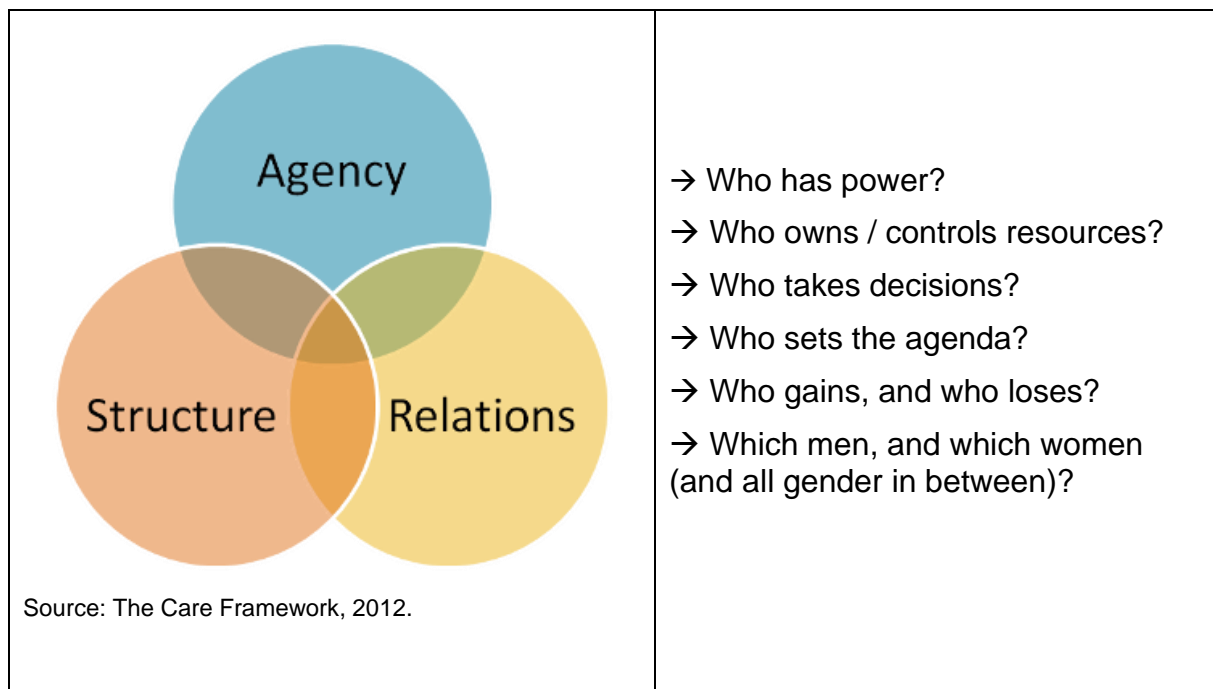 Agency
Structure
Relations
Source: The Care Framework, 2012.
→ Who has power?
→ Who owns / controls resources?
→ Who takes decisions?
→ Who sets the agenda?
→ Who gains, and who loses?
→ Which men, and which women
(and all gender in between)?